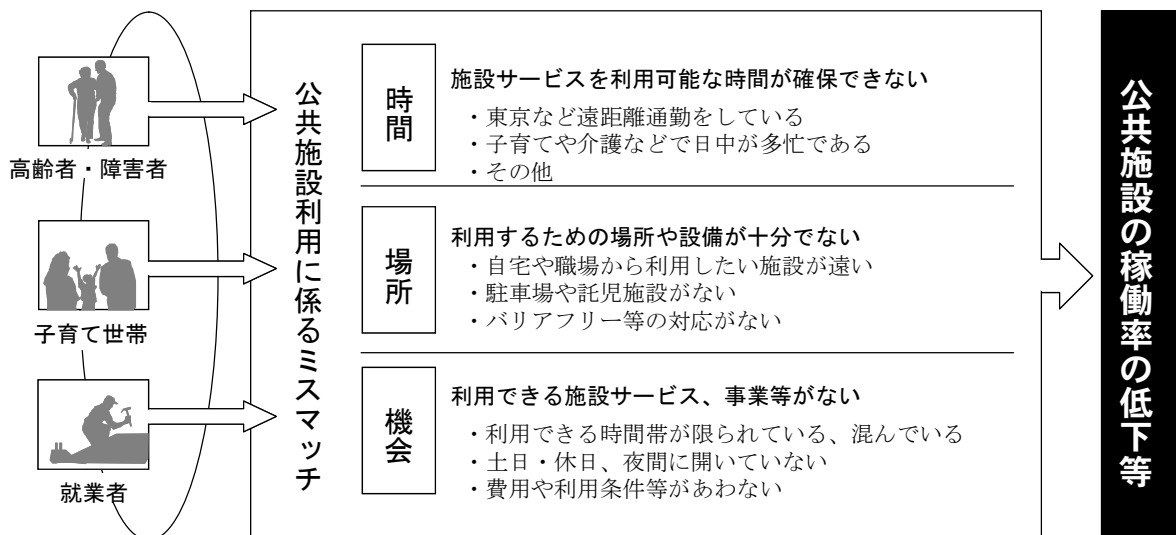 高齢者・障害者
子育て世帯
就業者
公共施設利用に係るミスマッチ
時間
施設サービスを利用可能な時間が確保できない
・東京など遠距離通勤をしている
・子育てや介護などで日中が多忙である
・その他
場所
利用するための場所や設備が十分でない
・自宅や職場から利用したい施設が遠い
・駐車場や託児施設がない
・バリアフリー等の対応がない
機会
利用できる施設サービス、事業等がない
・利用できる時間帯が限られている、混んでいる
・土日・休日、夜間に開いていない
・費用や利用条件等があわない
公共施設の稼働率の低下等